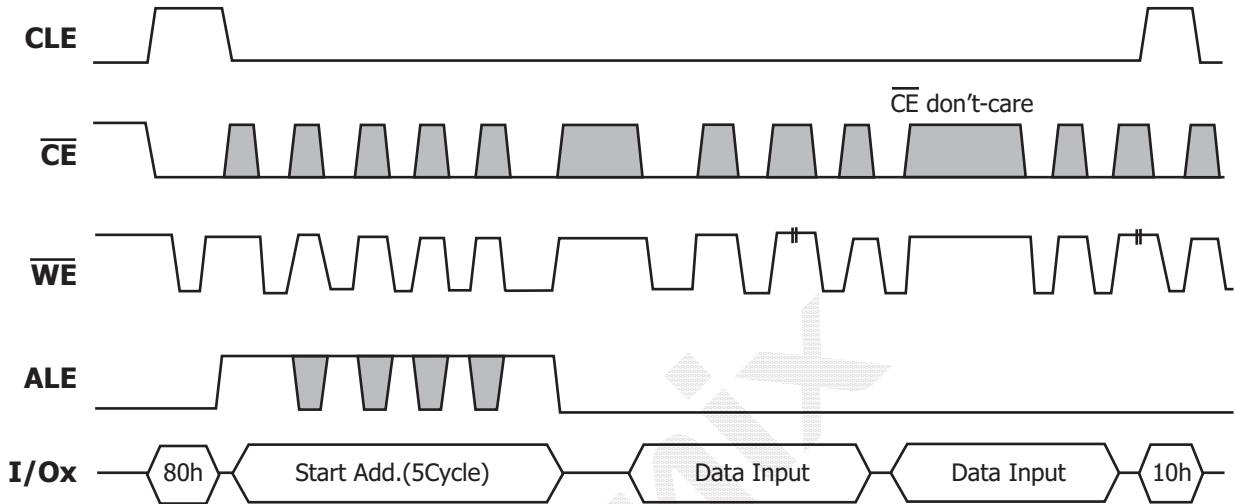 CLE
CE don't-care
CE
WE
ALE
I/Ox 80h Start Add.(5Cycle) Data Input Data Input 10h